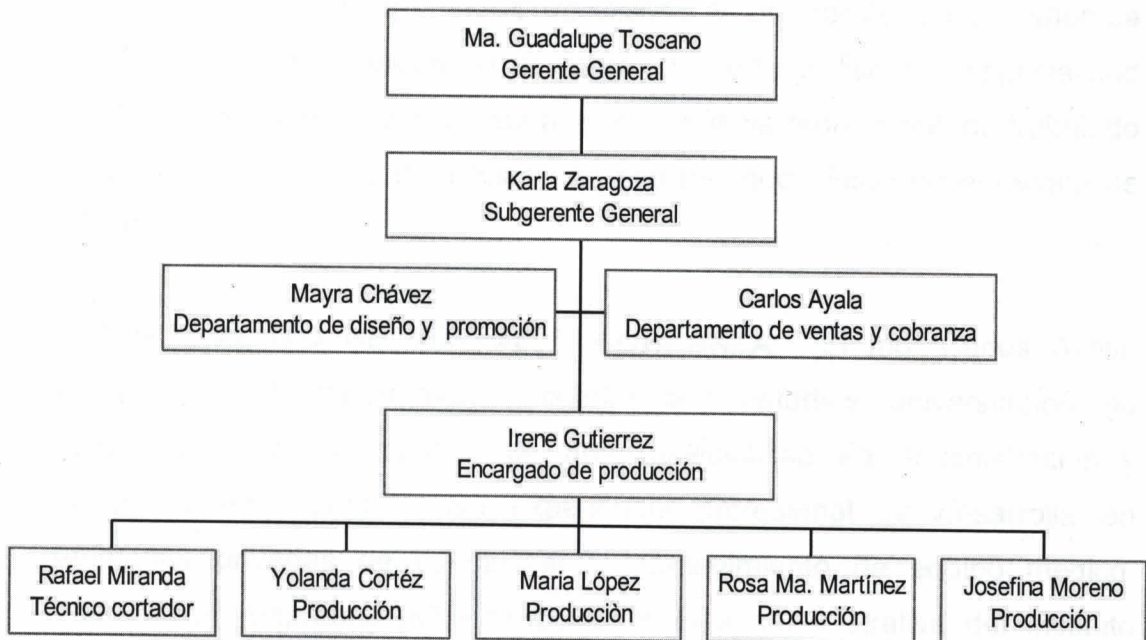 Ma. Guadalupe Toscano
Gerente General
Karla Zaragoza
Subgerente General
Mayra Chávez
Departamento de diseño y promoción
Carlos Ayala
Departamento de ventas y cobranza
Irene Gutierrez
Encargado de producción
Rafael Miranda
Técnico cortador
Yolanda Cortéz
Producción
Maria López
Producciòn
Rosa Ma. Martínez
Producción
Josefina Moreno
Producción